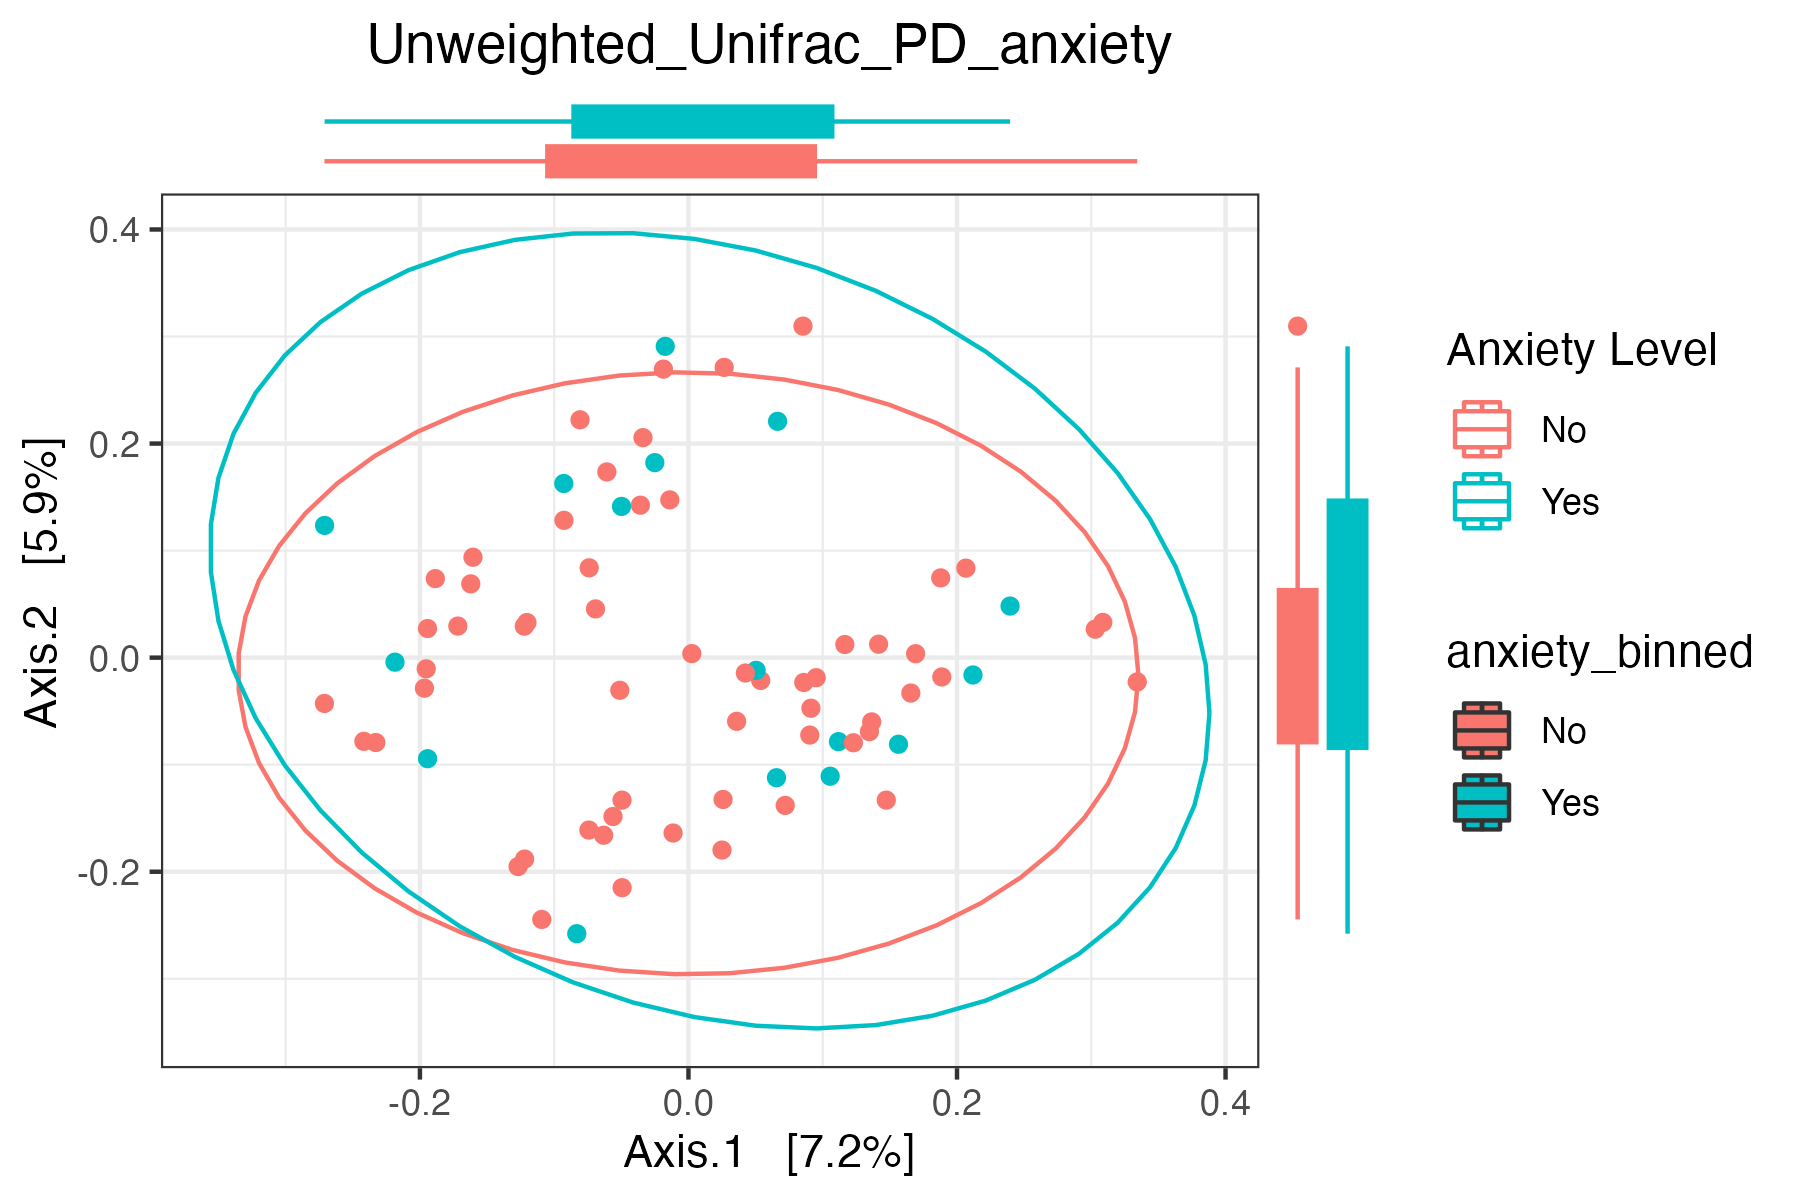 Unweighted_Unifrac_PD_anxiety
0.4
0.2
0.0
-0.2
Axis.2 [5.9%]
-0.2 0.0 0.2 0.4
Axis.1 [7.2%]
Anxiety Level
No
Yes
anxiety_binned
No
Yes